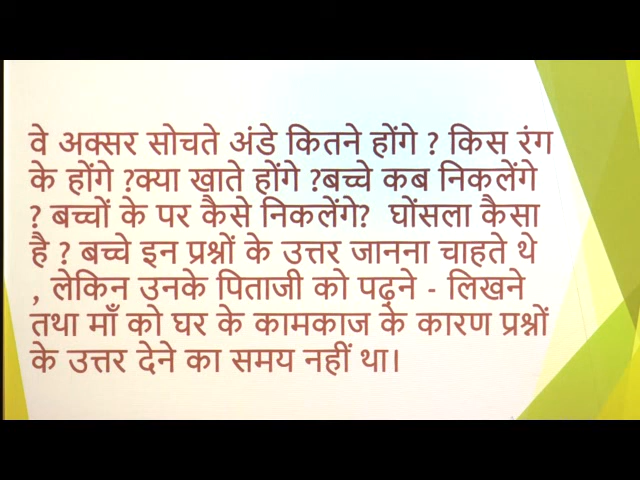 वे अक्सर सोचते अंडे कितने होंगे ? किस रंग
के होंगे ?क्या खाते होंगे ?बच्चे कब निकलेंगे
? बच्चों के पर कैसे निकलेंगे?  घोंसला कैसा
है ? बच्चे इन प्रश्नों के उत्तर जानना चाहते थे
, लेकिन उनके पिताजी को पढ़ने - लिखने
तथा माँ को घर के कामकाज के कारण प्रश्नों
के उत्तर देने का समय नहीं था।